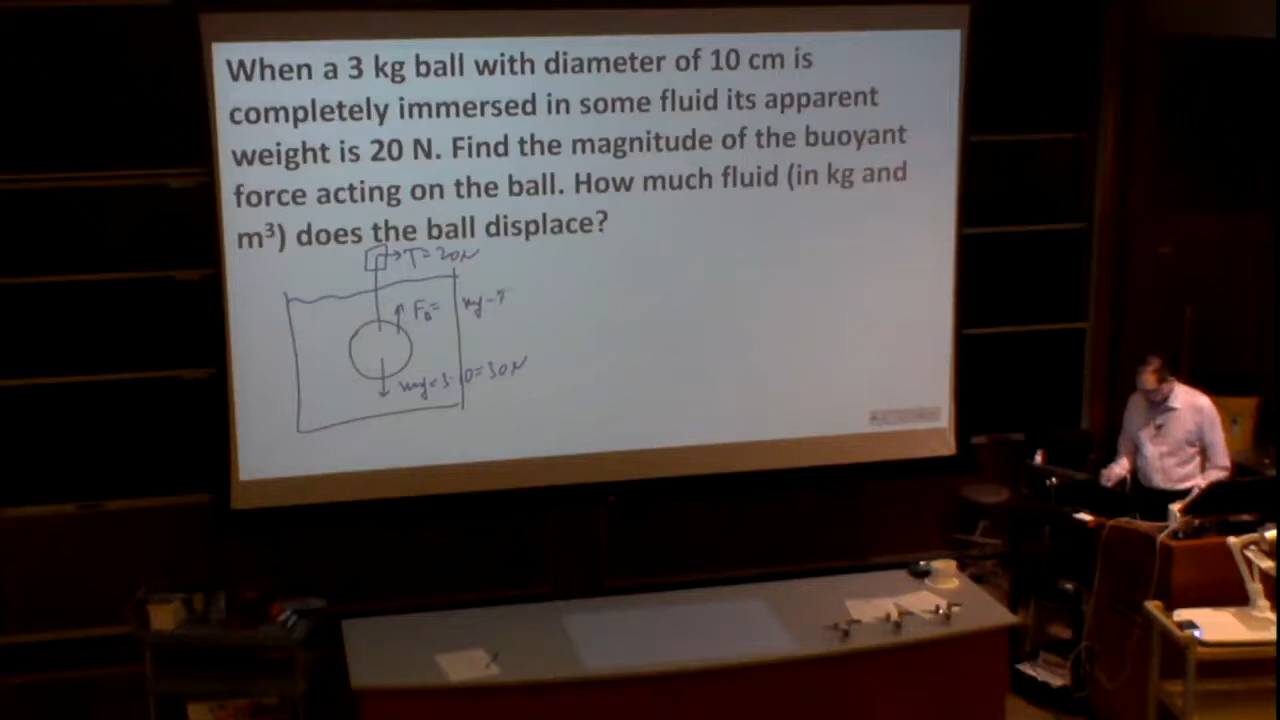 When a 3 kg ball with diameter of 10 cm is
completely immersed in some fluid its apparent
weight is 20 N. Find the magnitude of the buoyant
force acting on the ball. How much fluid (in kg and
m³) does the ball displace?
T=20N
F_B= mg-T
mg=3·10=30N